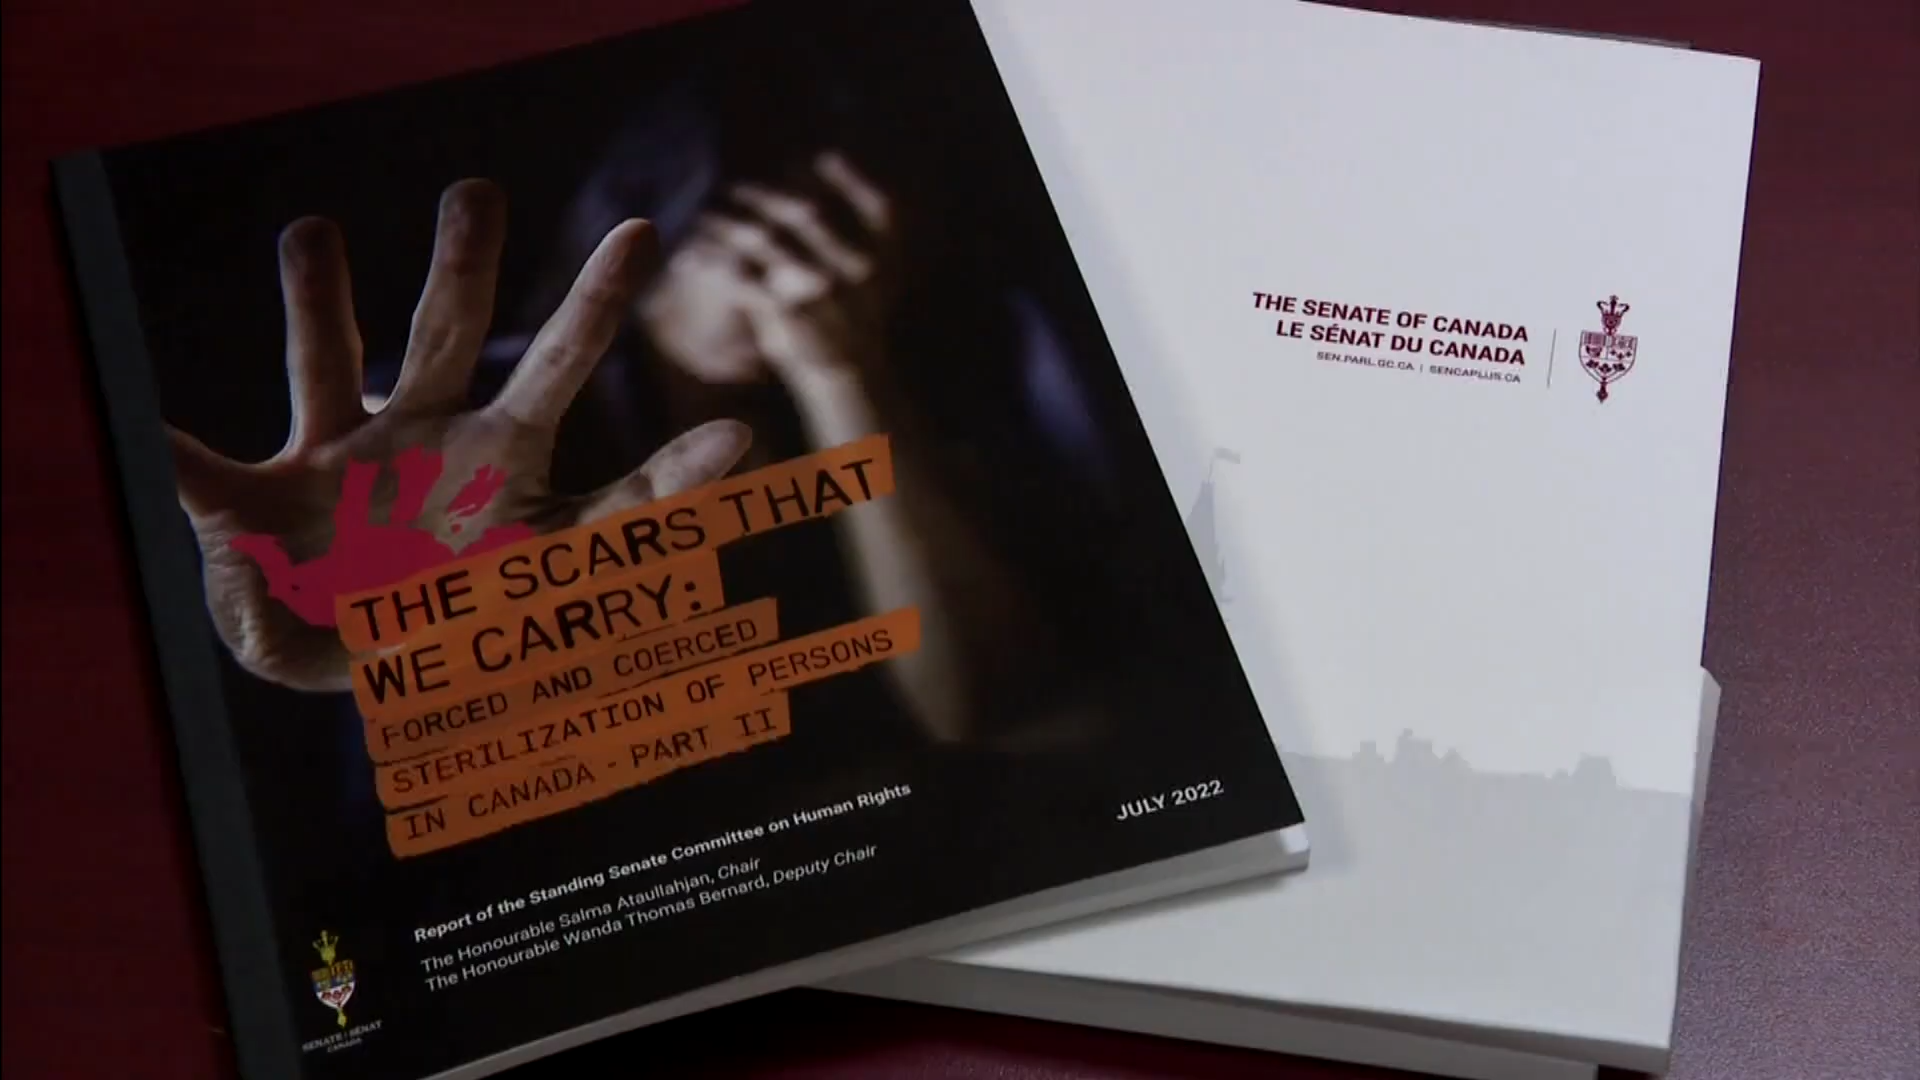 THE SCARS THAT
WE CARRY:
FORCED AND COERCED
STERILIZATION OF PERSONS
IN CANADA - PART II
Report of the Standing Senate Committee on Human Rights
The Honourable Salma Ataullahjan, Chair
The Honourable Wanda Thomas Bernard, Deputy Chair
JULY 2022
SENATE | SÉNAT
CANADA
THE SENATE OF CANADA
LE SÉNAT DU CANADA
SEN.PARL.GC.CA | SENCAPLUS.CA